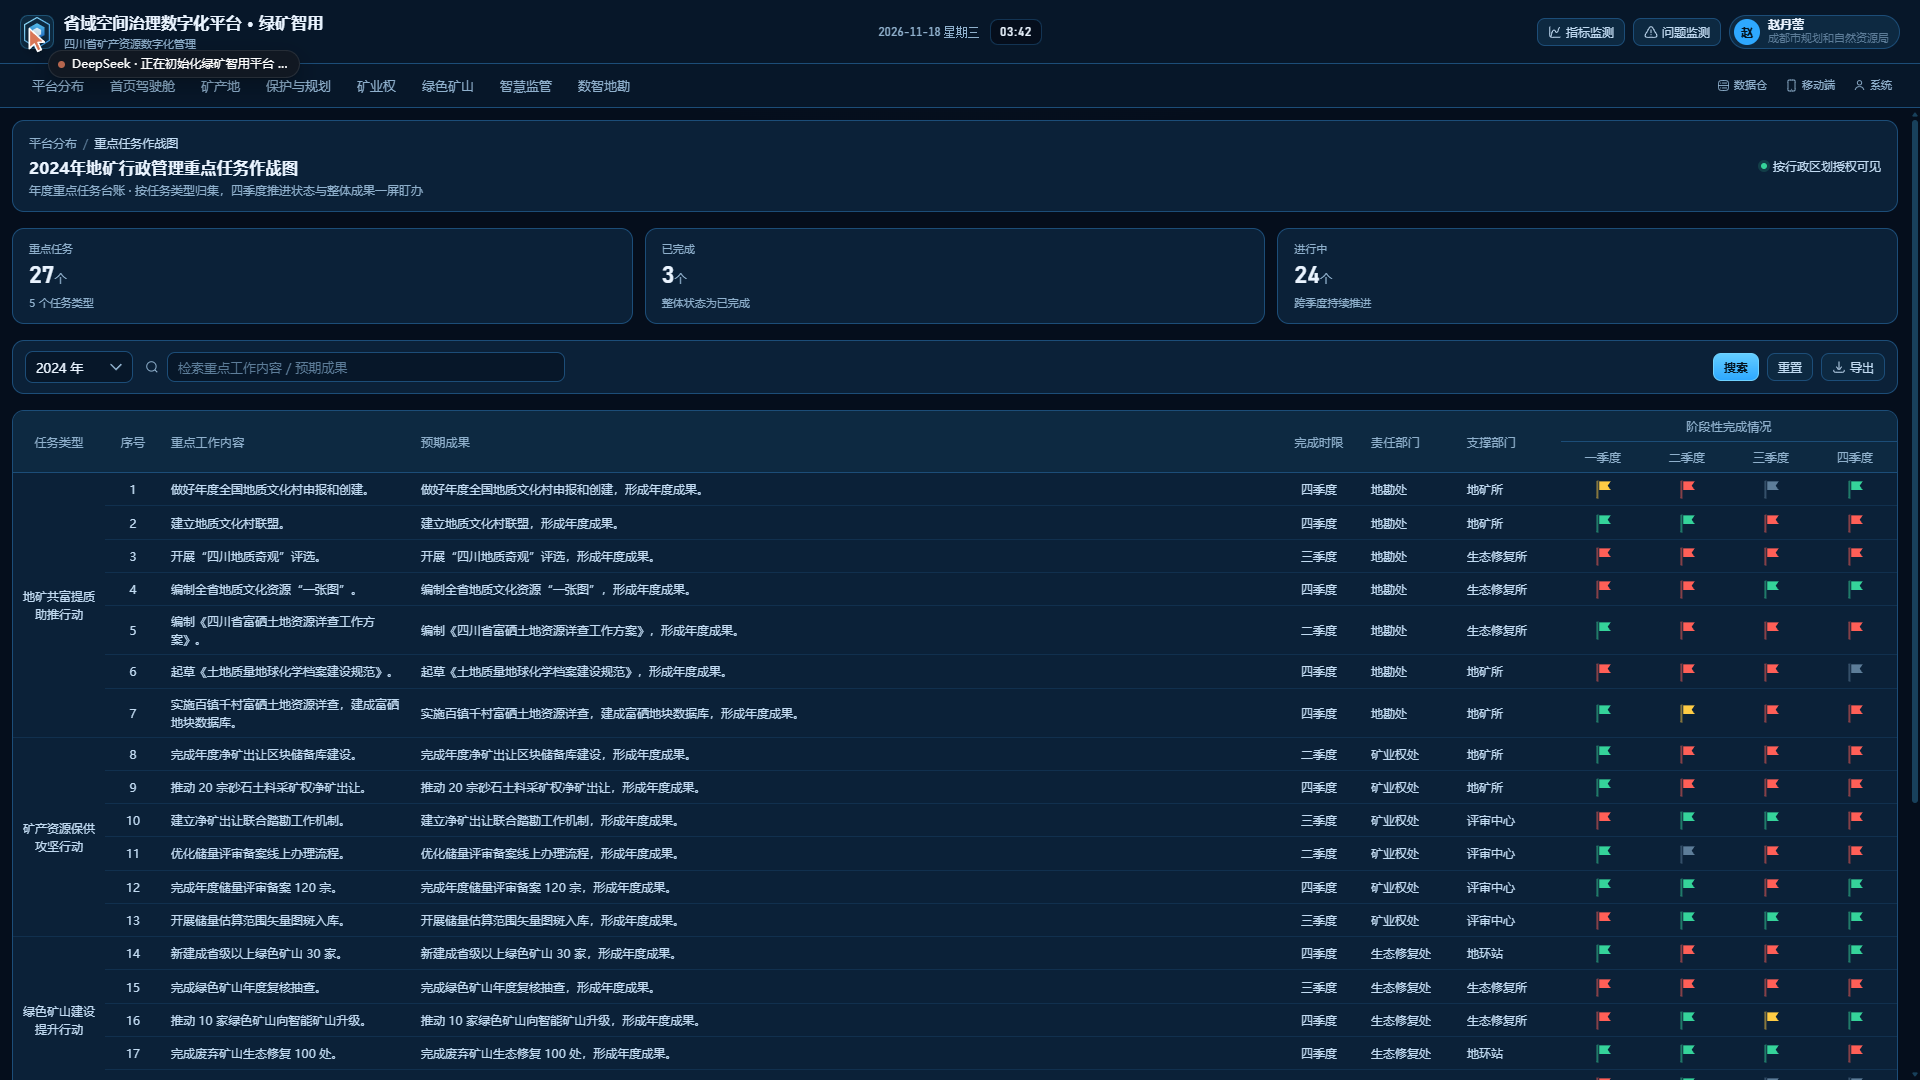 省域空间治理数字化平台 • 绿矿智用
四川省矿产资源数字化管理
2026-11-18 星期三
03:42
指标监测
问题监测
赵
赵丹蕾
成都市规划和自然资源局
DeepSeek · 正在初始化绿矿智用平台 ...
平台分布
首页驾驶舱
矿产地
保护与规划
矿业权
绿色矿山
智慧监管
数智地勘
数据仓
移动端
系统
平台分布 / 重点任务作战图
2024年地矿行政管理重点任务作战图
年度重点任务台账 · 按任务类型归集，四季度推进状态与整体成果一屏盯办
按行政区划授权可见
重点任务
27个
5 个任务类型
已完成
3个
整体状态为已完成
进行中
24个
跨季度持续推进
2024 年
检索重点工作内容 / 预期成果
搜索
重置
导出
任务类型 序号 重点工作内容 预期成果 完成时限 责任部门 支撑部门 阶段性完成情况
一季度 二季度 三季度 四季度
地矿共富提质
助推行动
1 做好年度全国地质文化村申报和创建。 做好年度全国地质文化村申报和创建，形成年度成果。 四季度 地勘处 地矿所
2 建立地质文化村联盟。 建立地质文化村联盟，形成年度成果。 四季度 地勘处 地矿所
3 开展“四川地质奇观”评选。 开展“四川地质奇观”评选，形成年度成果。 三季度 地勘处 生态修复所
4 编制全省地质文化资源“一张图”。 编制全省地质文化资源“一张图”，形成年度成果。 四季度 地勘处 生态修复所
5 编制《四川省富硒土地资源详查工作方
案》。 编制《四川省富硒土地资源详查工作方案》，形成年度成果。 二季度 地勘处 生态修复所
6 起草《土地质量地球化学档案建设规范》。 起草《土地质量地球化学档案建设规范》，形成年度成果。 四季度 地勘处 地矿所
7 实施百镇千村富硒土地资源详查，建成富硒
地块数据库。 实施百镇千村富硒土地资源详查，建成富硒地块数据库，形成年度成果。 四季度 地勘处 地矿所
矿产资源保供
攻坚行动
8 完成年度净矿出让区块储备库建设。 完成年度净矿出让区块储备库建设，形成年度成果。 二季度 矿业权处 地矿所
9 推动 20 宗砂石土料采矿权净矿出让。 推动 20 宗砂石土料采矿权净矿出让，形成年度成果。 四季度 矿业权处 地矿所
10 建立净矿出让联合踏勘工作机制。 建立净矿出让联合踏勘工作机制，形成年度成果。 三季度 矿业权处 评审中心
11 优化储量评审备案线上办理流程。 优化储量评审备案线上办理流程，形成年度成果。 二季度 矿业权处 评审中心
12 完成年度储量评审备案 120 宗。 完成年度储量评审备案 120 宗，形成年度成果。 四季度 矿业权处 评审中心
13 开展储量估算范围矢量图斑入库。 开展储量估算范围矢量图斑入库，形成年度成果。 三季度 矿业权处 评审中心
绿色矿山建设
提升行动
14 新建成省级以上绿色矿山 30 家。 新建成省级以上绿色矿山 30 家，形成年度成果。 四季度 生态修复处 地环站
15 完成绿色矿山年度复核抽查。 完成绿色矿山年度复核抽查，形成年度成果。 三季度 生态修复处 生态修复所
16 推动 10 家绿色矿山向智能矿山升级。 推动 10 家绿色矿山向智能矿山升级，形成年度成果。 四季度 生态修复处 生态修复所
17 完成废弃矿山生态修复 100 处。 完成废弃矿山生态修复 100 处，形成年度成果。 四季度 生态修复处 地环站